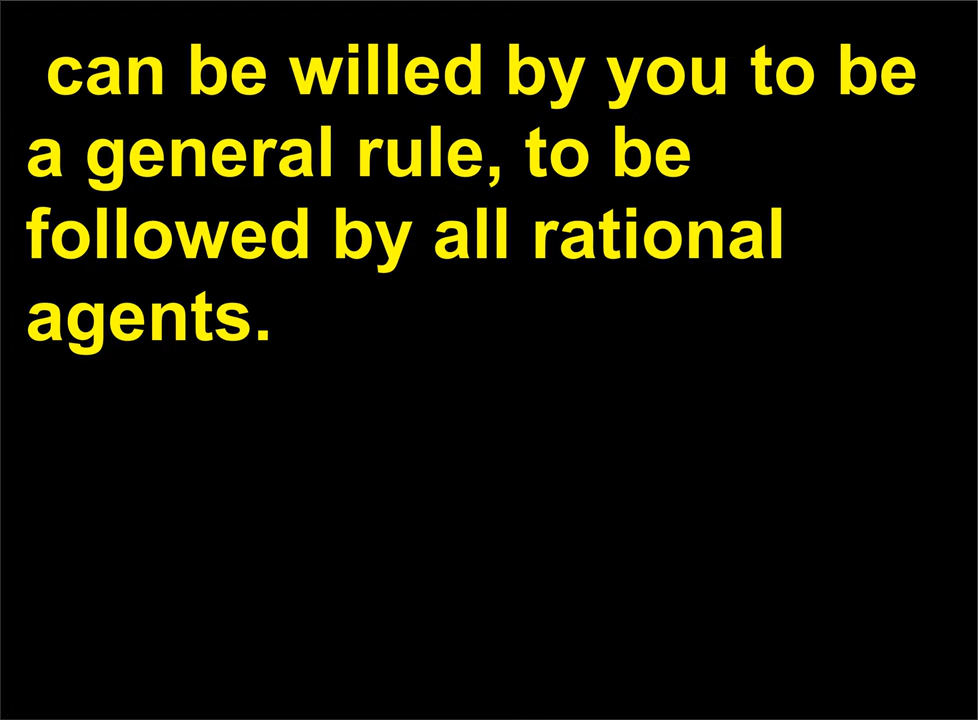 can be willed by you to be
a general rule, to be
followed by all rational
agents.